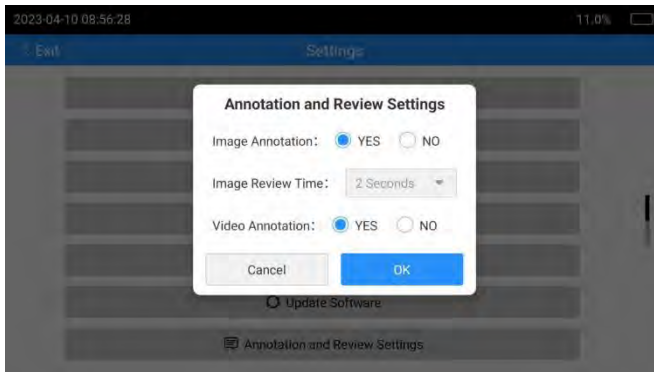 2023-04-10 08:56:28 11.0%
Exit Settings
Annotation and Review Settings
Image Annotation: YES NO
Image Review Time: 2 Seconds
Video Annotation: YES NO
Cancel OK
Update Software
Annotation and Review Settings